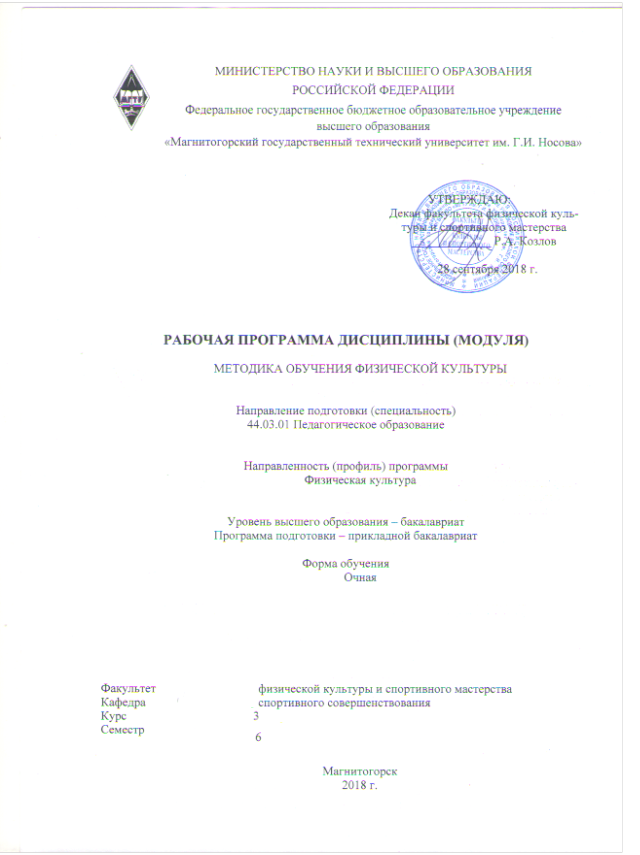 МИНИСТЕРСТВО НАУКИ И ВЫСШЕГО ОБРАЗОВАНИЯ
РОССИЙСКОЙ ФЕДЕРАЦИИ
Федеральное государственное бюджетное образовательное учреждение
высшего образования
«Магнитогорский государственный технический университет им. Г.И. Носова»
УТВЕРЖДАЮ:
Декан факультета физической куль-
туры и спортивного мастерства
Р.А. Козлов
28 сентября 2018 г.
РАБОЧАЯ ПРОГРАММА ДИСЦИПЛИНЫ (МОДУЛЯ)
МЕТОДИКА ОБУЧЕНИЯ ФИЗИЧЕСКОЙ КУЛЬТУРЫ
Направление подготовки (специальность)
44.03.01 Педагогическое образование
Направленность (профиль) программы
Физическая культура
Уровень высшего образования – бакалавриат
Программа подготовки – прикладной бакалавриат
Форма обучения
Очная
Факультет физической культуры и спортивного мастерства
Кафедра спортивного совершенствования
Курс 3
Семестр 6
Магнитогорск
2018 г.